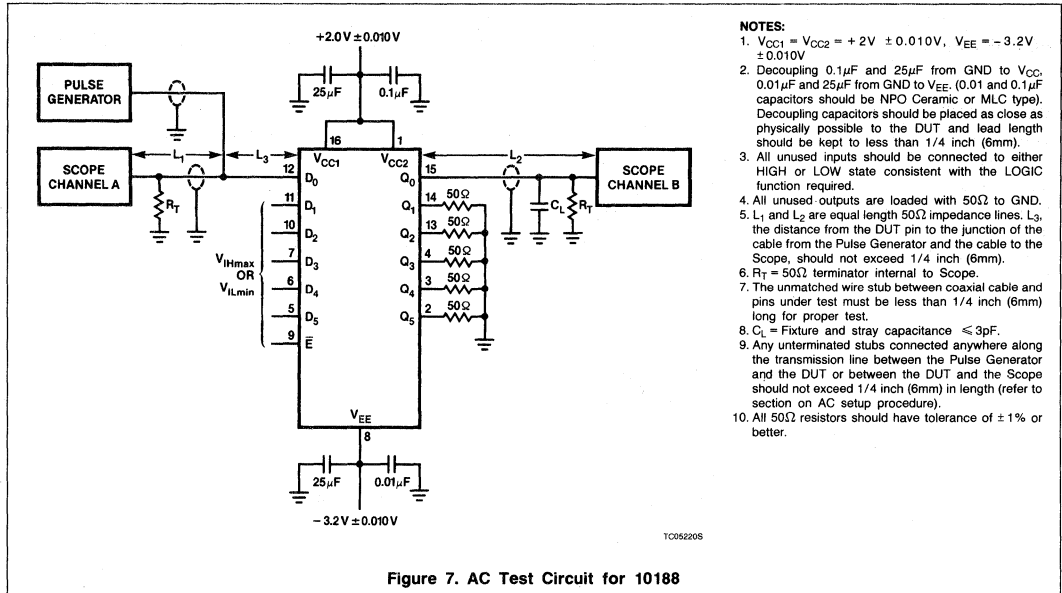 +2.0V ± 0.010V
PULSE
GENERATOR
25µF
0.1µF
16
1
L₁
L₃
VCC1
VCC2
L₂
SCOPE
CHANNEL A
12
D₀
Q₀
15
SCOPE
CHANNEL B
RT
11
D₁
Q₁
14
50Ω
CL
RT
10
D₂
Q₂
13
50Ω
VIHmax
OR
VILmin
7
D₃
Q₃
4
50Ω
6
D₄
Q₄
3
50Ω
5
D₅
Q₅
2
50Ω
9
E̅
VEE
8
25µF
0.01µF
− 3.2V ± 0.010V
TC05220S
NOTES:
1. VCC1 = VCC2 = + 2V ± 0.010V, VEE = − 3.2V
± 0.010V
2. Decoupling 0.1µF and 25µF from GND to VCC,
0.01µF and 25µF from GND to VEE. (0.01 and 0.1µF
capacitors should be NPO Ceramic or MLC type).
Decoupling capacitors should be placed as close as
physically possible to the DUT and lead length
should be kept to less than 1/4 inch (6mm).
3. All unused inputs should be connected to either
HIGH or LOW state consistent with the LOGIC
function required.
4. All unused outputs are loaded with 50Ω to GND.
5. L₁ and L₂ are equal length 50Ω impedance lines. L₃,
the distance from the DUT pin to the junction of the
cable from the Pulse Generator and the cable to the
Scope, should not exceed 1/4 inch (6mm).
6. RT = 50Ω terminator internal to Scope.
7. The unmatched wire stub between coaxial cable and
pins under test must be less than 1/4 inch (6mm)
long for proper test.
8. CL = Fixture and stray capacitance ⩽ 3pF.
9. Any unterminated stubs connected anywhere along
the transmission line between the Pulse Generator
and the DUT or between the DUT and the Scope
should not exceed 1/4 inch (6mm) in length (refer to
section on AC setup procedure).
10. All 50Ω resistors should have tolerance of ± 1% or
better.
Figure 7. AC Test Circuit for 10188